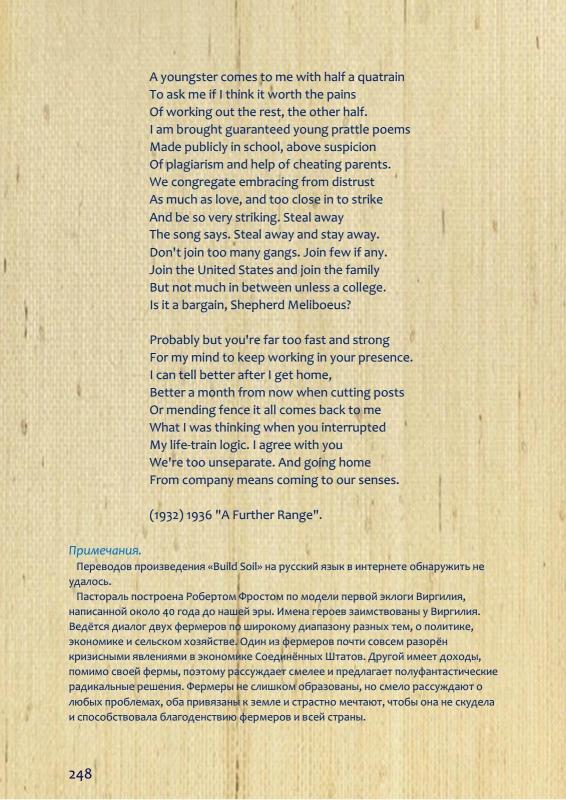 A youngster comes to me with half a quatrain
To ask me if I think it worth the pains
Of working out the rest, the other half.
I am brought guaranteed young prattle poems
Made publicly in school, above suspicion
Of plagiarism and help of cheating parents.
We congregate embracing from distrust
As much as love, and too close in to strike
And be so very striking. Steal away
The song says. Steal away and stay away.
Don't join too many gangs. Join few if any.
Join the United States and join the family
But not much in between unless a college.
Is it a bargain, Shepherd Meliboeus?
Probably but you're far too fast and strong
For my mind to keep working in your presence.
I can tell better after I get home,
Better a month from now when cutting posts
Or mending fence it all comes back to me
What I was thinking when you interrupted
My life-train logic. I agree with you
We're too unseparate. And going home
From company means coming to our senses.
(1932) 1936 "A Further Range".
Примечания.
Переводов произведения «Build Soil» на русский язык в интернете обнаружить не
удалось.
Пастораль построена Робертом Фростом по модели первой эклоги Виргилия,
написанной около 40 года до нашей эры. Имена героев заимствованы у Виргилия.
Ведётся диалог двух фермеров по широкому диапазону разных тем, о политике,
экономике и сельском хозяйстве. Один из фермеров почти совсем разорён
кризисными явлениями в экономике Соединённых Штатов. Другой имеет доходы,
помимо своей фермы, поэтому рассуждает смелее и предлагает полуфантастические
радикальные решения. Фермеры не слишком образованы, но смело рассуждают о
любых проблемах, оба привязаны к земле и страстно мечтают, чтобы она не скудела
и способствовала благоденствию фермеров и всей страны.
248